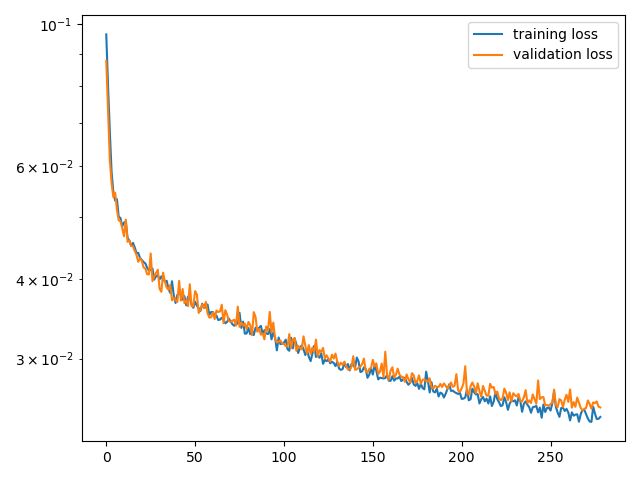 10⁻¹
training loss
validation loss
6 × 10⁻²
4 × 10⁻²
3 × 10⁻²
0 50 100 150 200 250